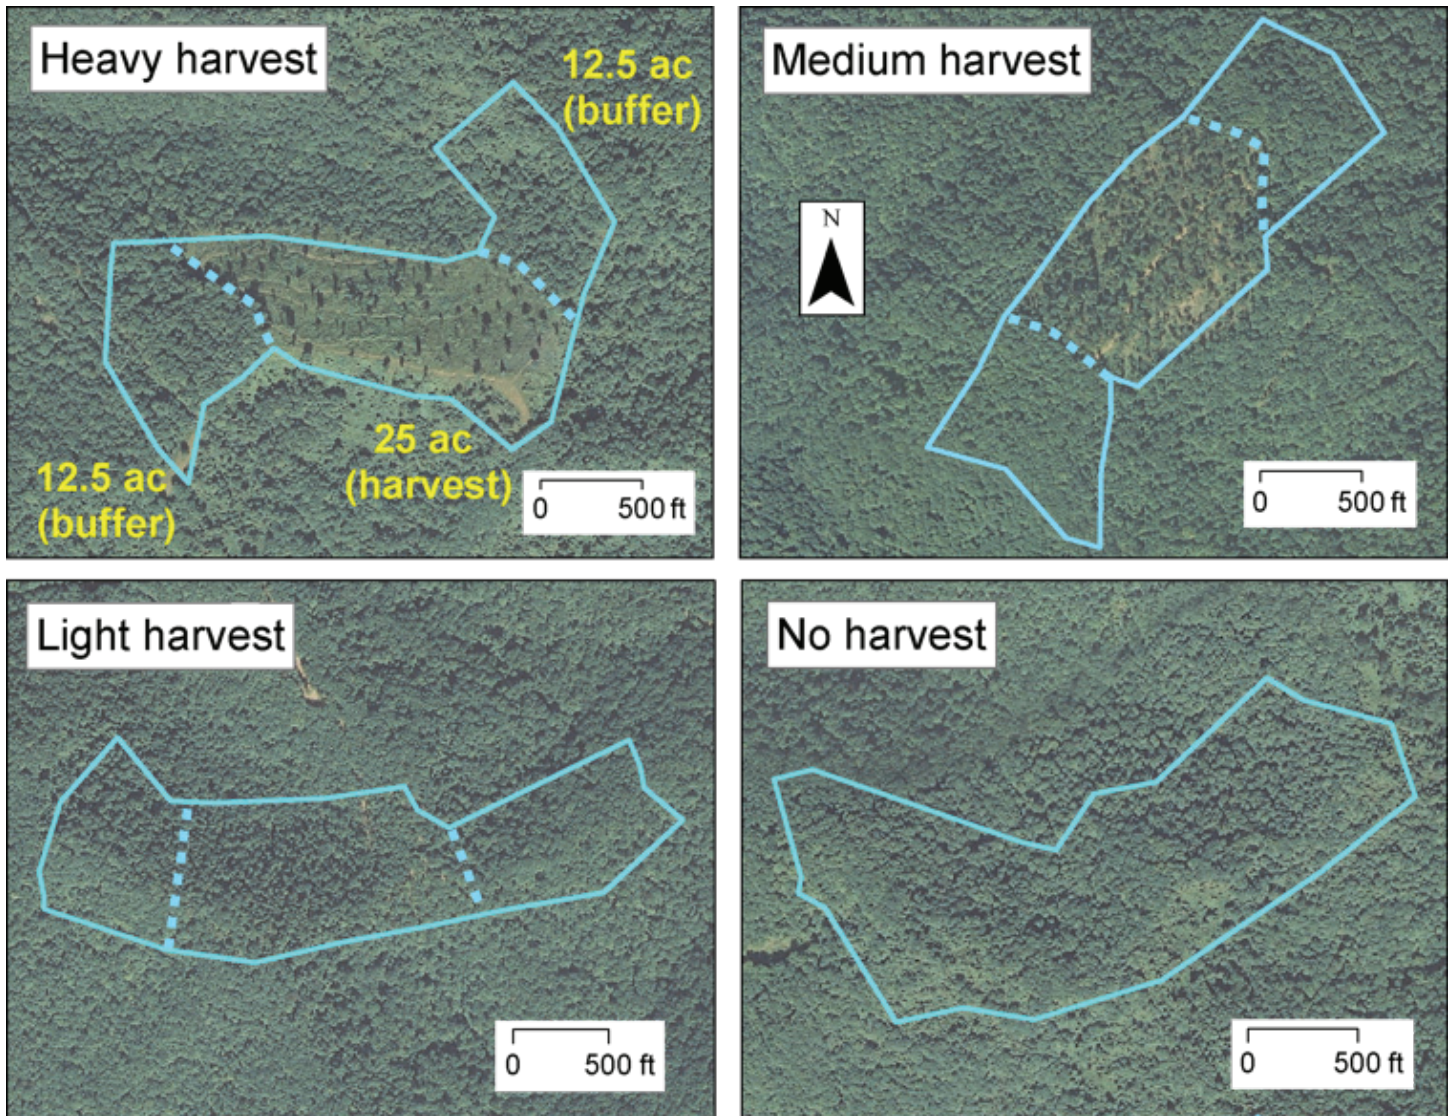 Heavy harvest
12.5 ac
(buffer)
25 ac
(harvest)
12.5 ac
(buffer)
0 500 ft
Medium harvest
N
0 500 ft
Light harvest
0 500 ft
No harvest
0 500 ft